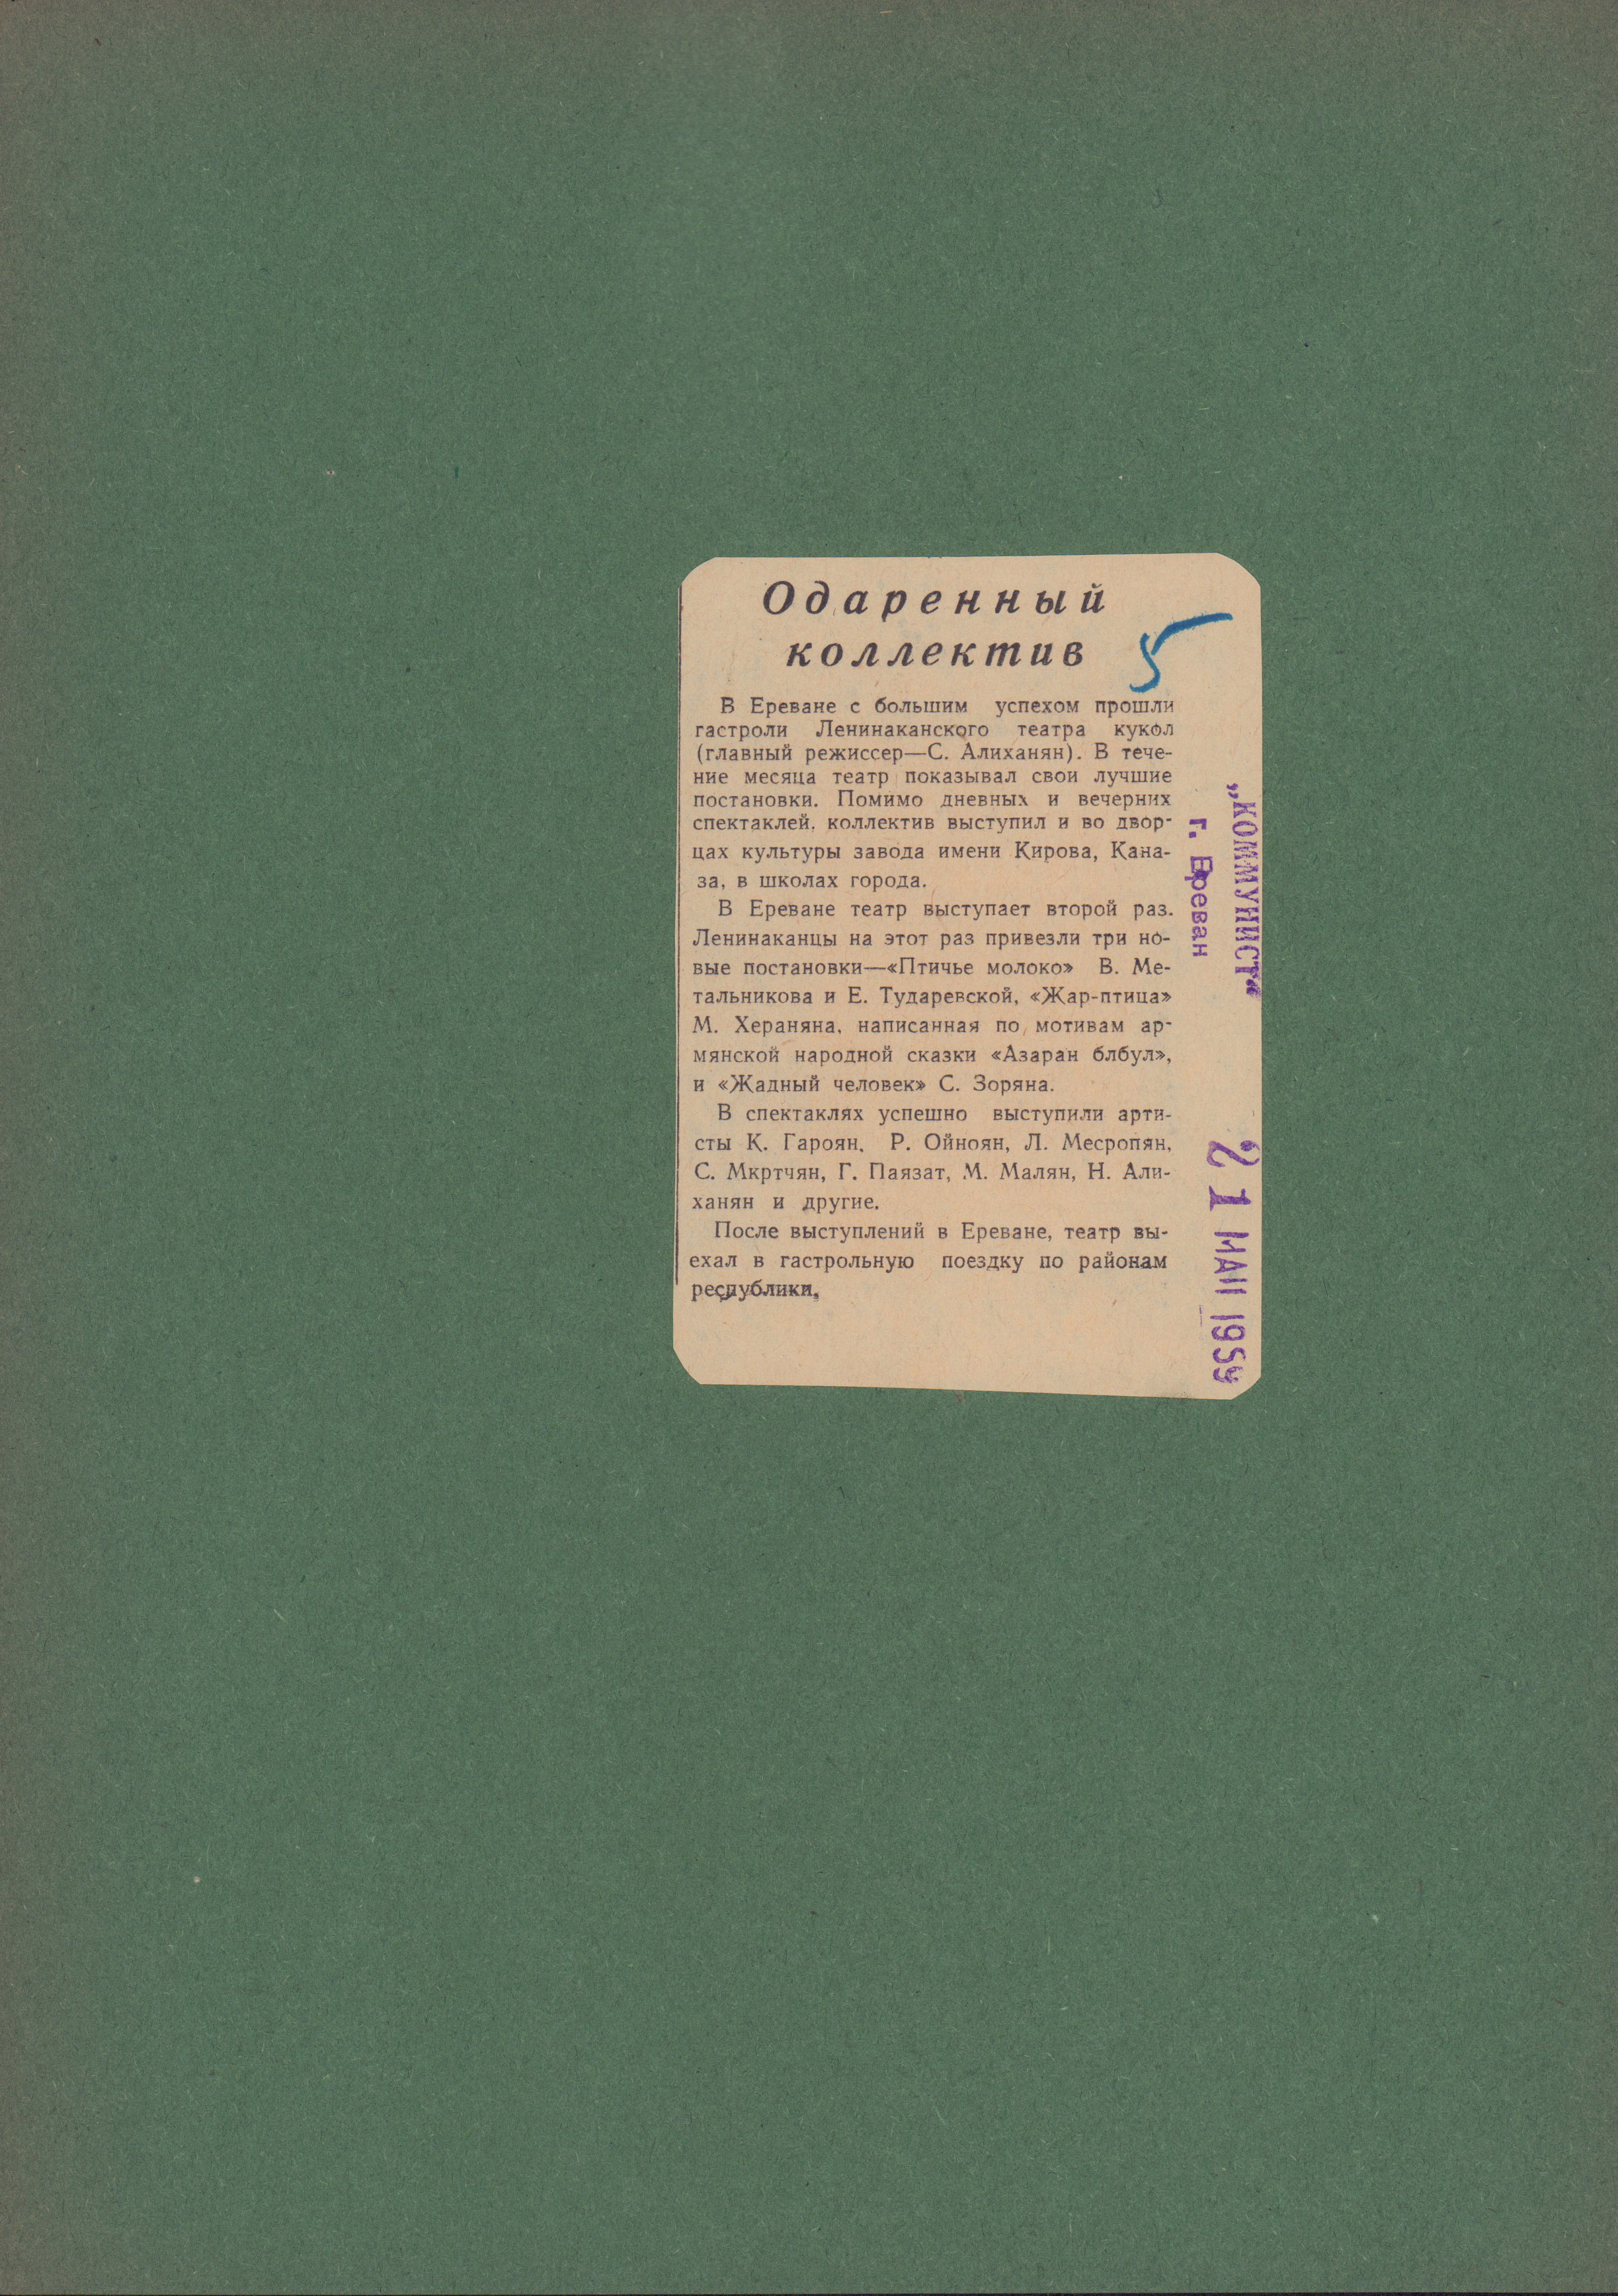 Одаренный
коллектив
5
В Ереване с большим успехом прошли
гастроли Ленинаканского театра кукол
(главный режиссер—С. Алиханян). В тече-
ние месяца театр показывал свои лучшие
постановки. Помимо дневных и вечерних
спектаклей, коллектив выступил и во двор-
цах культуры завода имени Кирова, Кана-
за, в школах города.
В Ереване театр выступает второй раз.
Ленинаканцы на этот раз привезли три но-
вые постановки—«Птичье молоко» В. Ме-
тальникова и Е. Тударевской, «Жар-птица»
М. Хераняна, написанная по мотивам ар-
мянской народной сказки «Азаран блбул»,
и «Жадный человек» С. Зоряна.
В спектаклях успешно выступили арти-
сты К. Гароян, Р. Ойноян, Л. Месропян,
С. Мкртчян, Г. Паязат, М. Малян, Н. Али-
ханян и другие.
После выступлений в Ереване, театр вы-
ехал в гастрольную поездку по районам
республики.
„КОММУНИСТ“
г. Ереван
21 МАЙ 1959